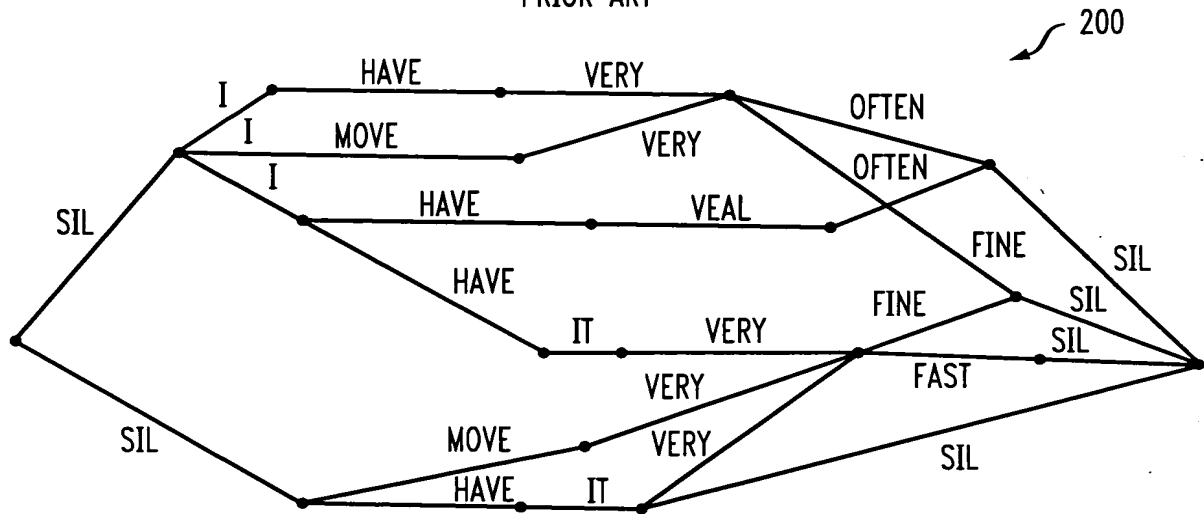 PRIOR ART
200
I HAVE VERY
I MOVE VERY OFTEN
I HAVE VEAL OFTEN
SIL
HAVE FINE SIL
IT VERY FINE SIL
FAST SIL
VERY
SIL MOVE VERY SIL
HAVE IT